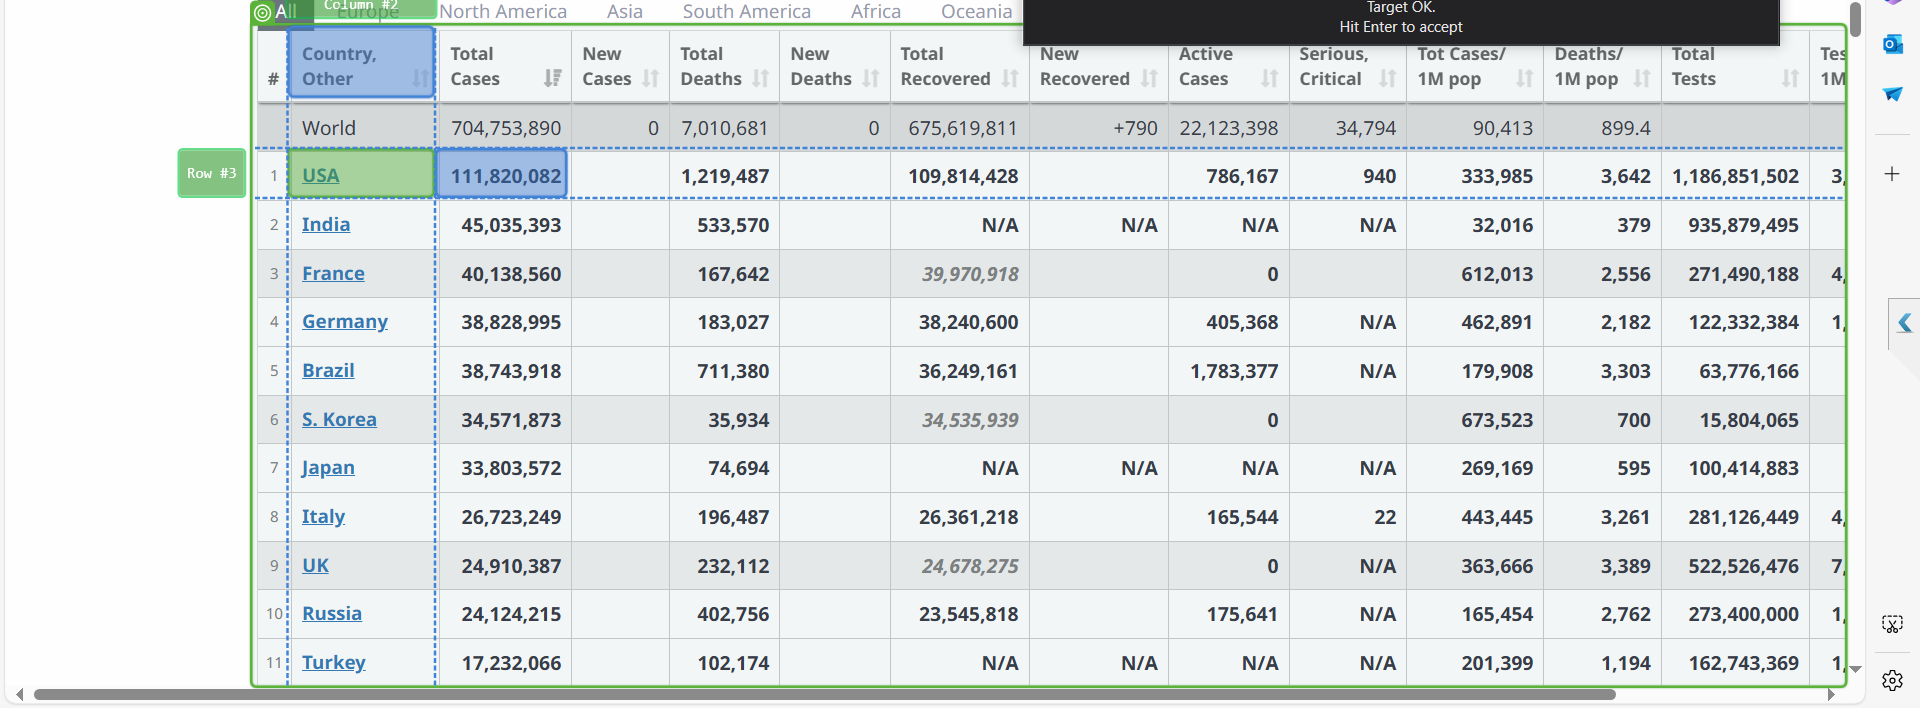 Column #2
All Europe North America Asia South America Africa Oceania
Target OK.
Hit Enter to accept
# Country, Other Total Cases New Cases Total Deaths New Deaths Total Recovered New Recovered Active Cases Serious, Critical Tot Cases/ 1M pop Deaths/ 1M pop Total Tests 1M
World 704,753,890 0 7,010,681 0 675,619,811 +790 22,123,398 34,794 90,413 899.4
Row #3
1 USA 111,820,082 1,219,487 109,814,428 786,167 940 333,985 3,642 1,186,851,502 3,
2 India 45,035,393 533,570 N/A N/A N/A N/A 32,016 379 935,879,495
3 France 40,138,560 167,642 39,970,918 0 612,013 2,556 271,490,188 4,
4 Germany 38,828,995 183,027 38,240,600 405,368 N/A 462,891 2,182 122,332,384 1,
5 Brazil 38,743,918 711,380 36,249,161 1,783,377 N/A 179,908 3,303 63,776,166
6 S. Korea 34,571,873 35,934 34,535,939 0 673,523 700 15,804,065
7 Japan 33,803,572 74,694 N/A N/A N/A N/A 269,169 595 100,414,883
8 Italy 26,723,249 196,487 26,361,218 165,544 22 443,445 3,261 281,126,449 4,
9 UK 24,910,387 232,112 24,678,275 0 N/A 363,666 3,389 522,526,476 7,
10 Russia 24,124,215 402,756 23,545,818 175,641 N/A 165,454 2,762 273,400,000 1,
11 Turkey 17,232,066 102,174 N/A N/A N/A N/A 201,399 1,194 162,743,369 1,